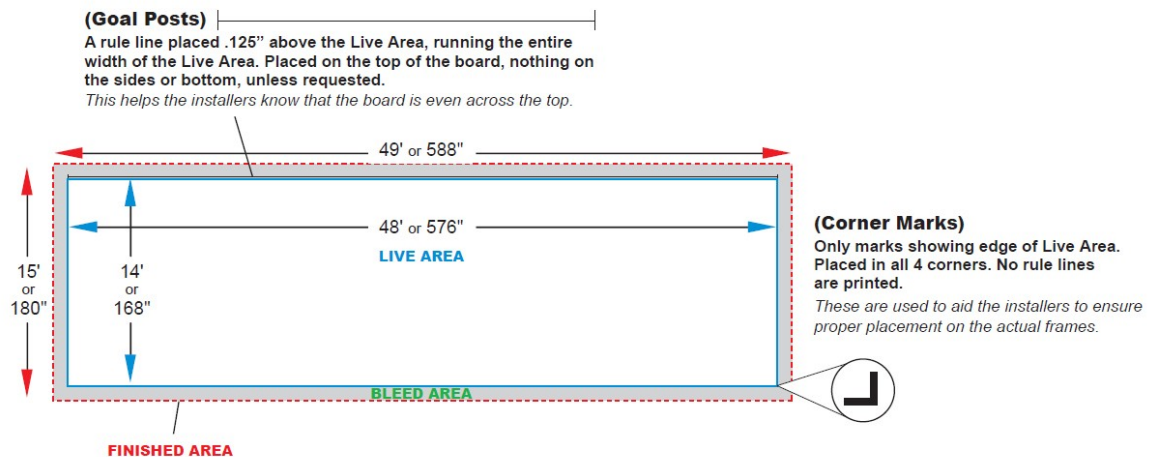 (Goal Posts)
A rule line placed .125” above the Live Area, running the entire
width of the Live Area. Placed on the top of the board, nothing on
the sides or bottom, unless requested.
This helps the installers know that the board is even across the top.
49' or 588"
48' or 576"
LIVE AREA
15'
or
180"
14'
or
168"
(Corner Marks)
Only marks showing edge of Live Area.
Placed in all 4 corners. No rule lines
are printed.
These are used to aid the installers to ensure
proper placement on the actual frames.
BLEED AREA
FINISHED AREA